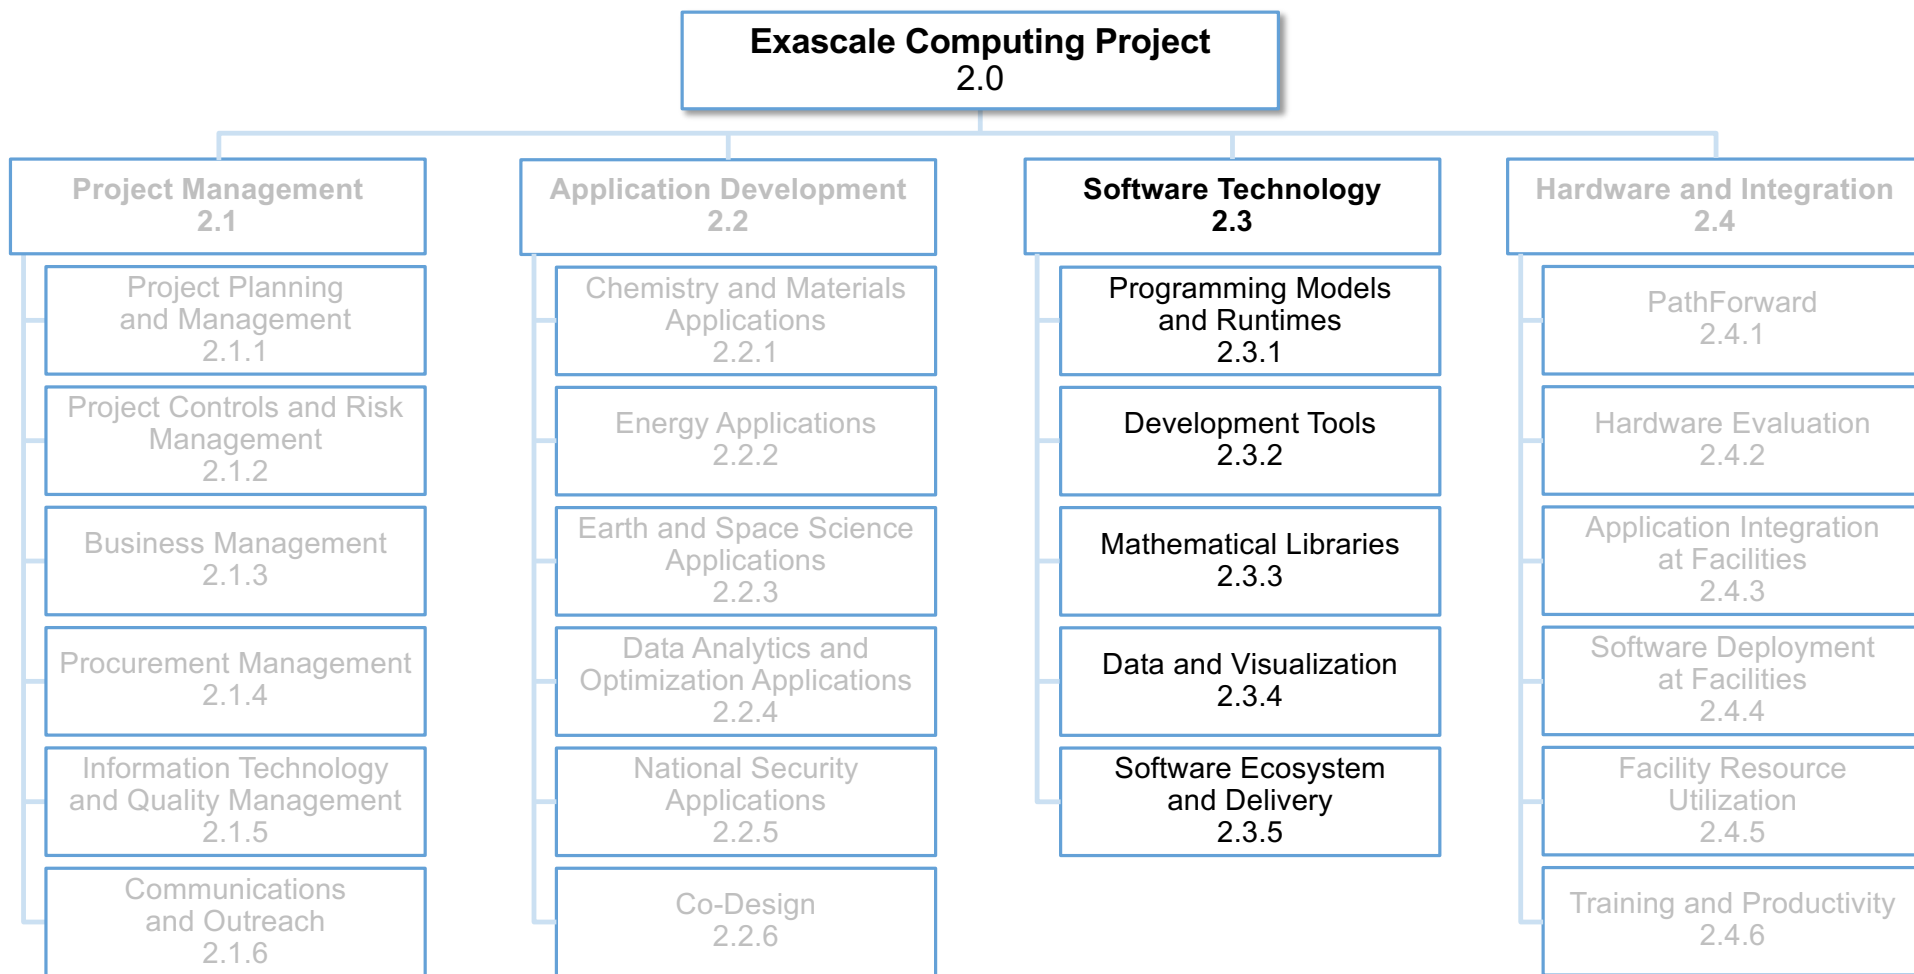 Exascale Computing Project
2.0
Project Management
2.1
Project Planning
and Management
2.1.1
Project Controls and Risk
Management
2.1.2
Business Management
2.1.3
Procurement Management
2.1.4
Information Technology
and Quality Management
2.1.5
Communications
and Outreach
2.1.6
Application Development
2.2
Chemistry and Materials
Applications
2.2.1
Energy Applications
2.2.2
Earth and Space Science
Applications
2.2.3
Data Analytics and
Optimization Applications
2.2.4
National Security
Applications
2.2.5
Co-Design
2.2.6
Software Technology
2.3
Programming Models
and Runtimes
2.3.1
Development Tools
2.3.2
Mathematical Libraries
2.3.3
Data and Visualization
2.3.4
Software Ecosystem
and Delivery
2.3.5
Hardware and Integration
2.4
PathForward
2.4.1
Hardware Evaluation
2.4.2
Application Integration
at Facilities
2.4.3
Software Deployment
at Facilities
2.4.4
Facility Resource
Utilization
2.4.5
Training and Productivity
2.4.6